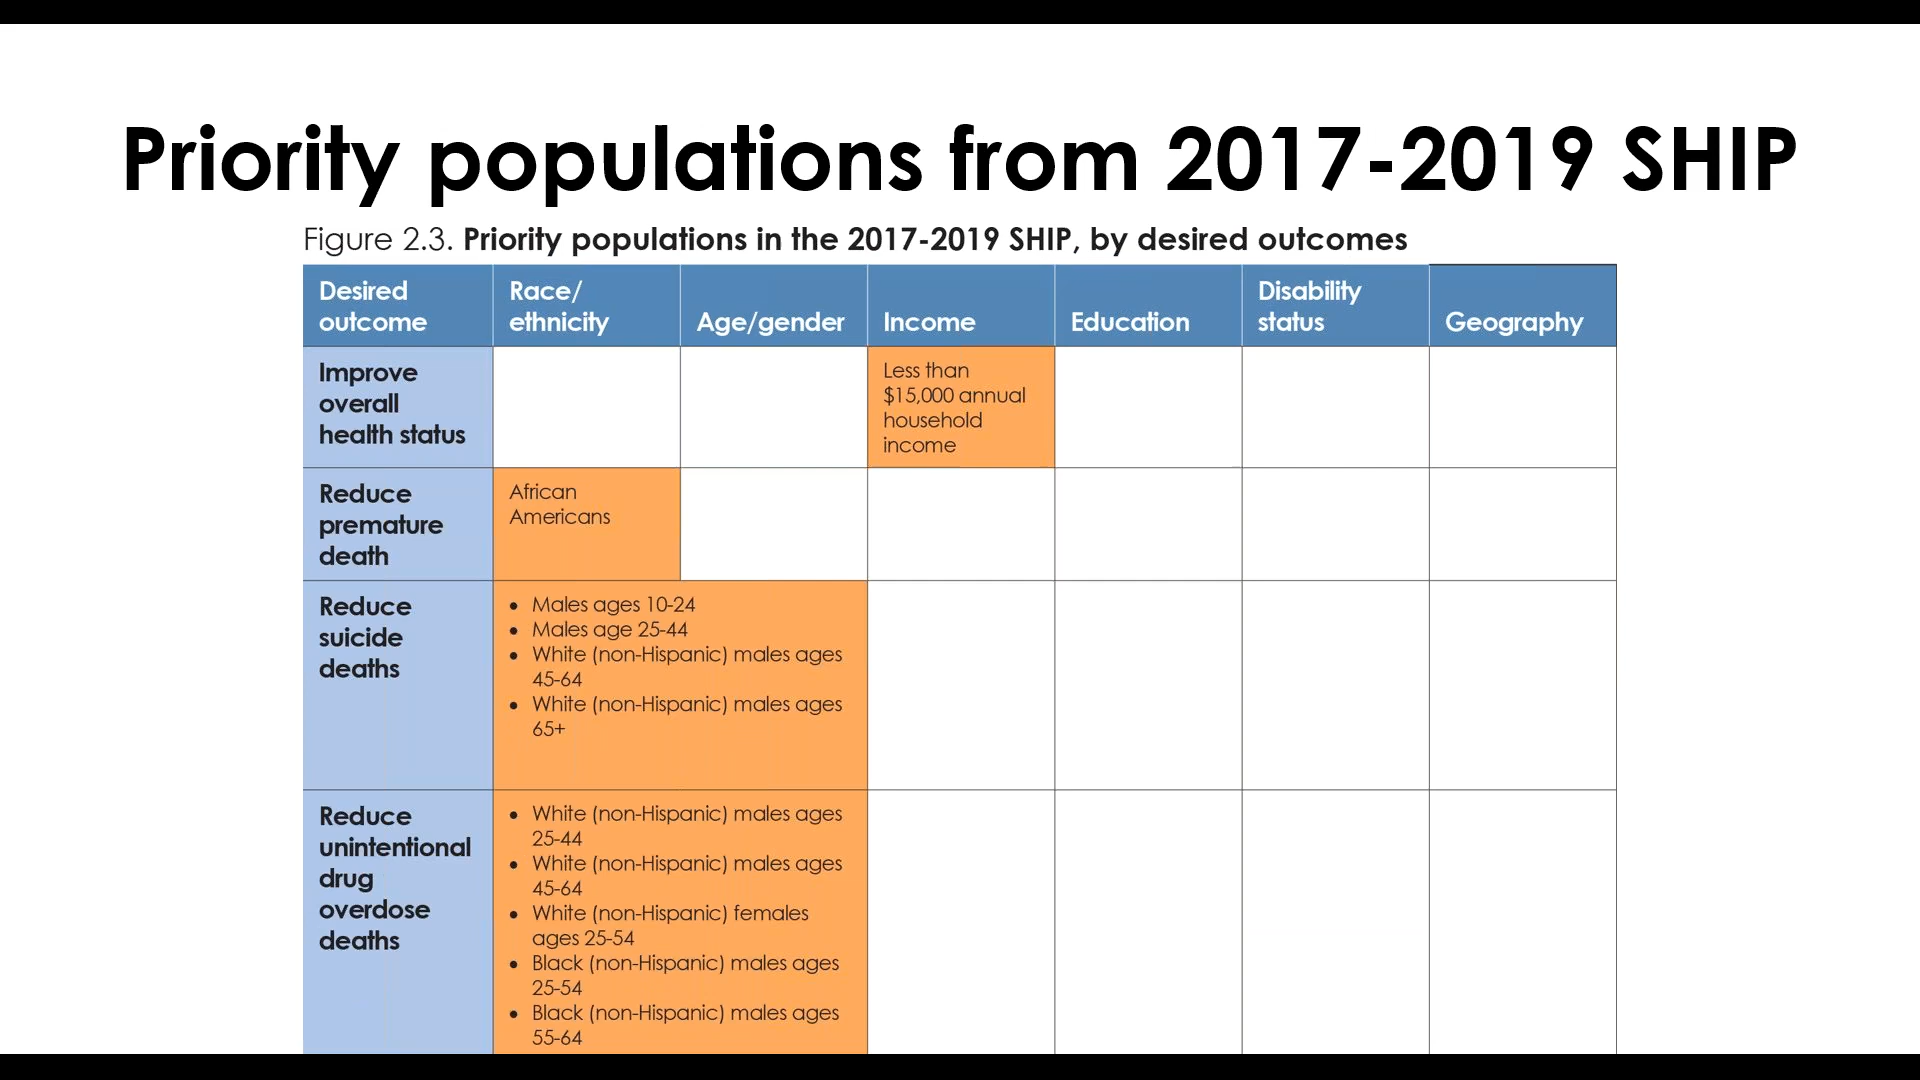 Priority populations from 2017-2019 SHIP
Figure 2.3. Priority populations in the 2017-2019 SHIP, by desired outcomes
Desired
outcome
Race/
ethnicity
Age/gender
Income
Education
Disability
status
Geography
Improve
overall
health status
Less than
$15,000 annual
household
income
Reduce
premature
death
African
Americans
Reduce
suicide
deaths
• Males ages 10-24
• Males age 25-44
• White (non-Hispanic) males ages
45-64
• White (non-Hispanic) males ages
65+
Reduce
unintentional
drug
overdose
deaths
• White (non-Hispanic) males ages
25-44
• White (non-Hispanic) males ages
45-64
• White (non-Hispanic) females
ages 25-54
• Black (non-Hispanic) males ages
25-54
• Black (non-Hispanic) males ages
55-64